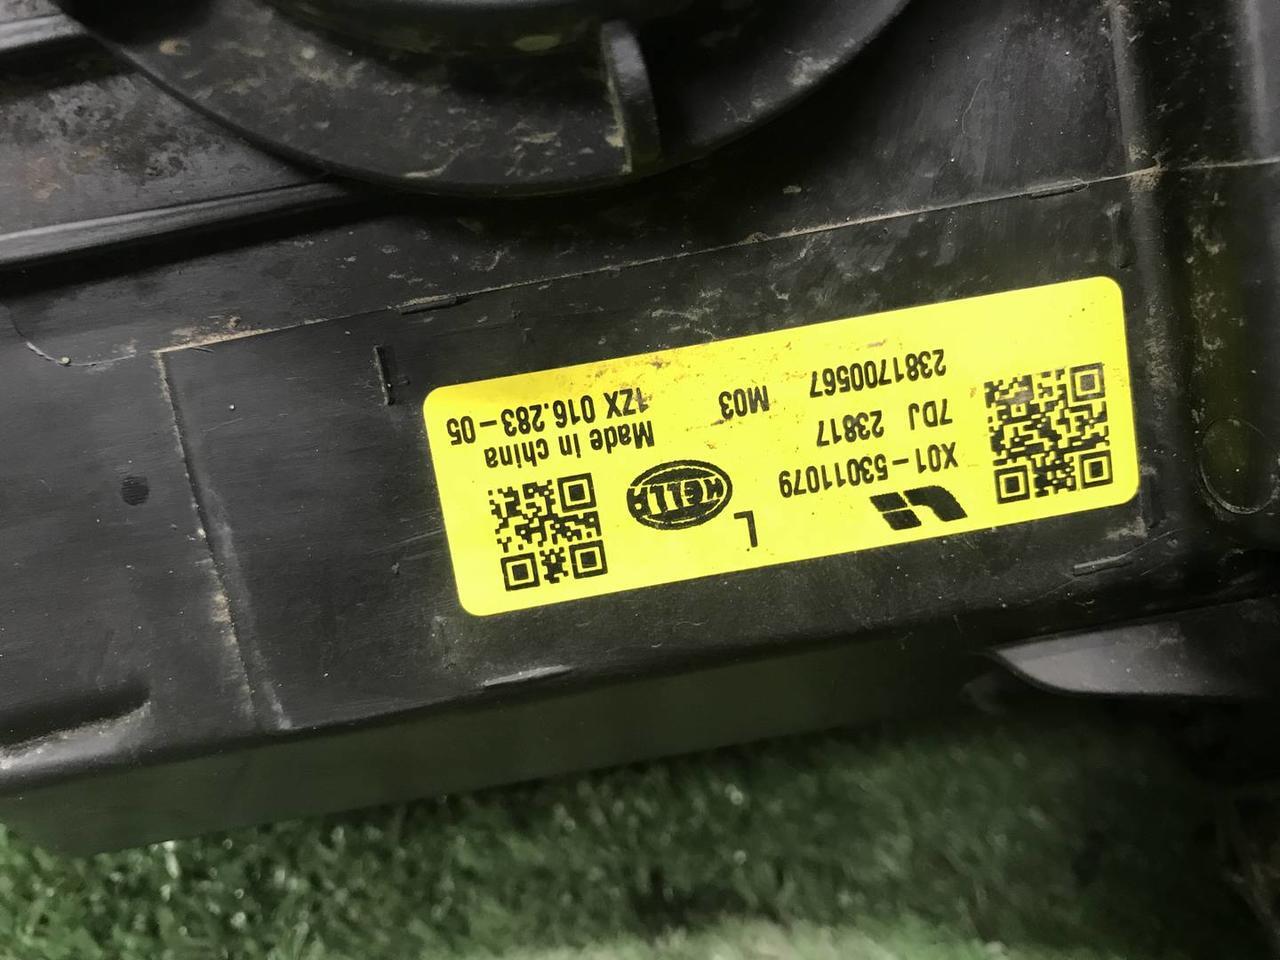 L
HELLA
X01-53011079
7DJ 23817
2381700567
M03
Made in china
1ZX 016.283-05